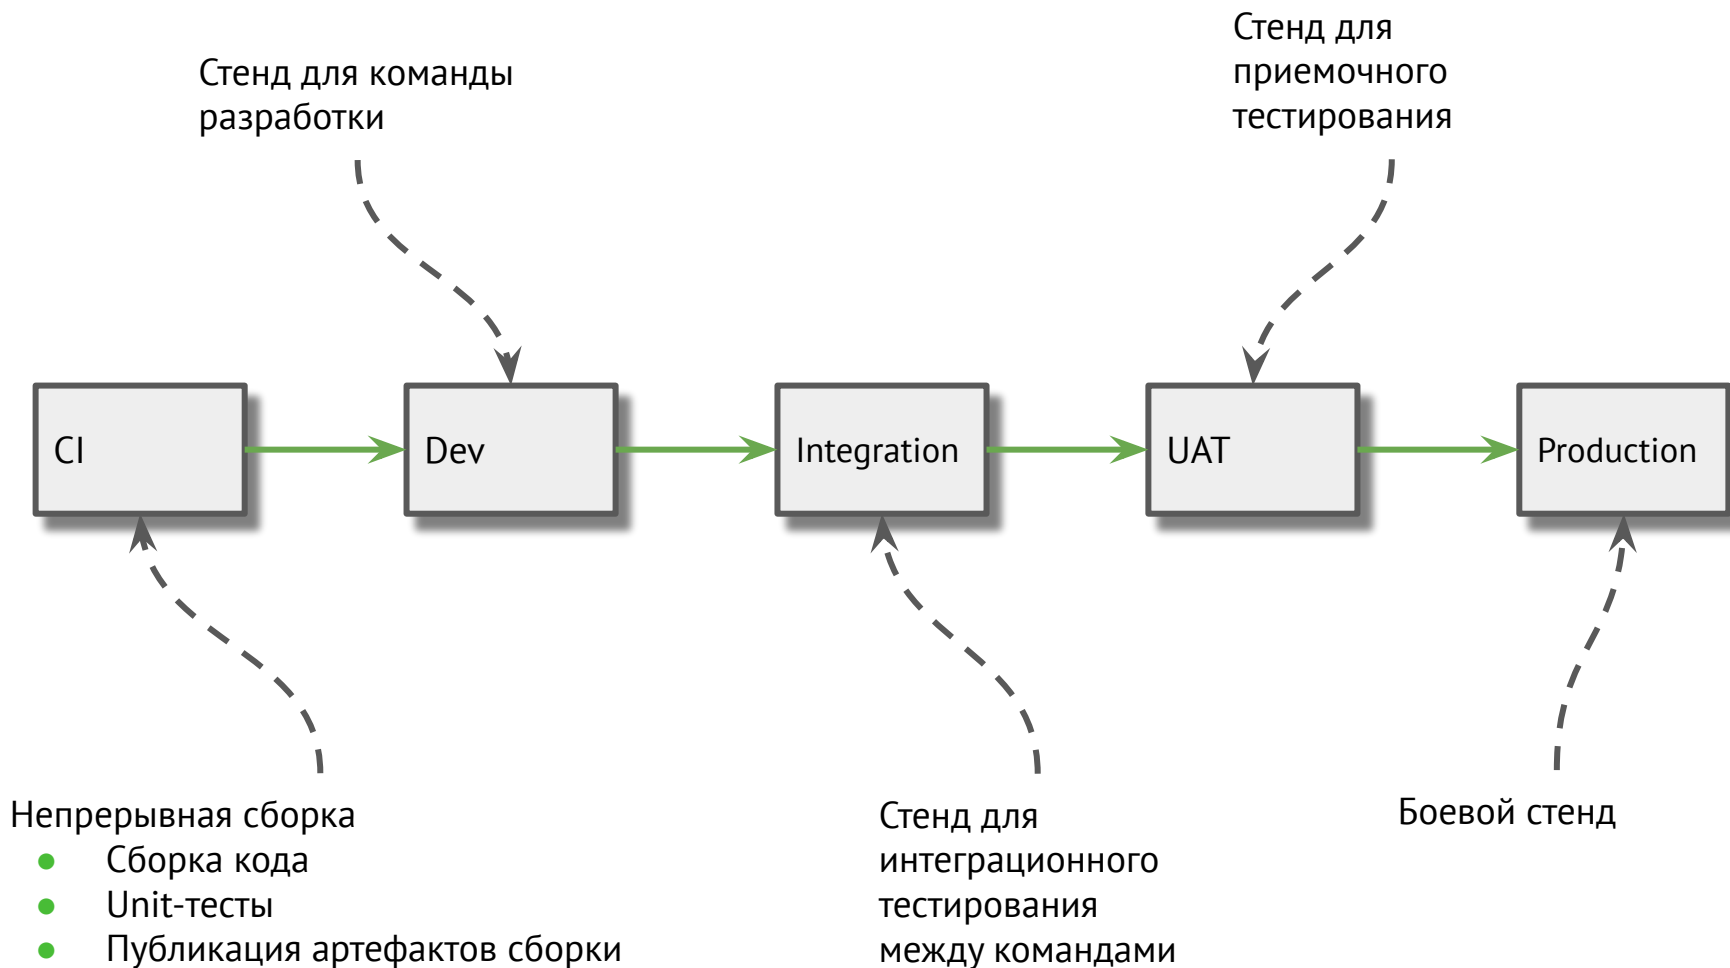 Стенд для команды
разработки
Стенд для
приемочного
тестирования
CI
Dev
Integration
UAT
Production
Непрерывная сборка
● Сборка кода
● Unit-тесты
● Публикация артефактов сборки
Стенд для
интеграционного
тестирования
между командами
Боевой стенд